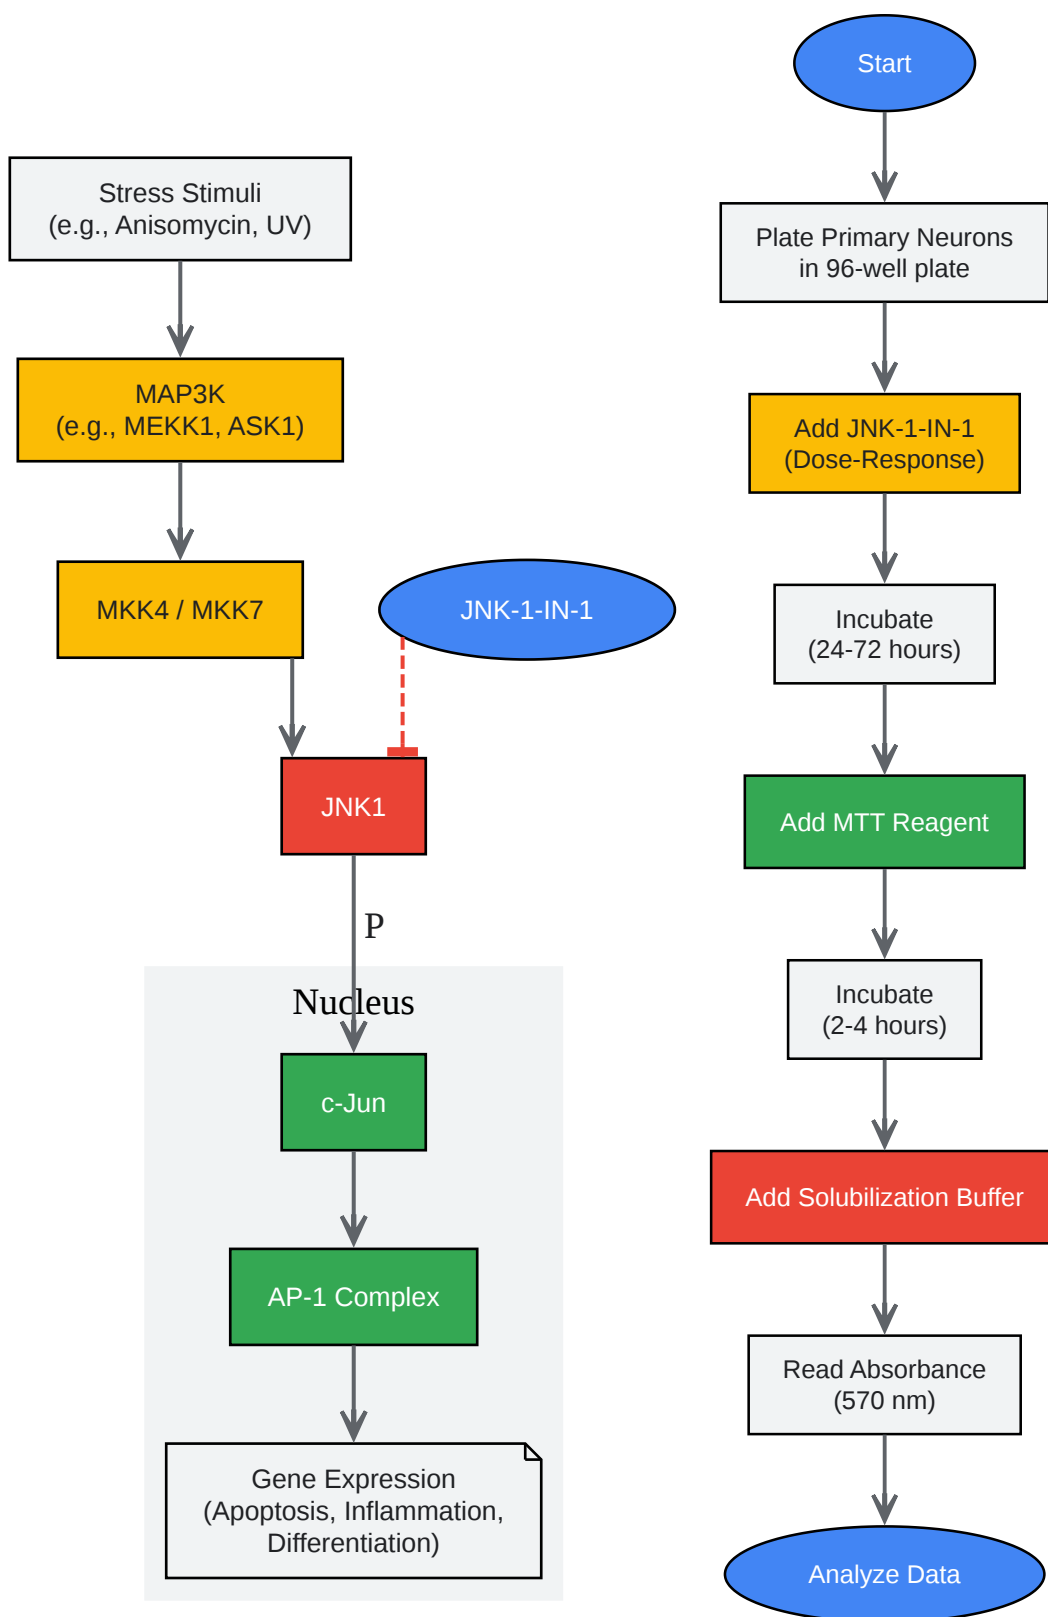 Stress Stimuli
(e.g., Anisomycin, UV)
MAP3K
(e.g., MEKK1, ASK1)
MKK4 / MKK7
JNK-1-IN-1
JNK1
P
Nucleus
c-Jun
AP-1 Complex
Gene Expression
(Apoptosis, Inflammation,
Differentiation)
Start
Plate Primary Neurons
in 96-well plate
Add JNK-1-IN-1
(Dose-Response)
Incubate
(24-72 hours)
Add MTT Reagent
Incubate
(2-4 hours)
Add Solubilization Buffer
Read Absorbance
(570 nm)
Analyze Data